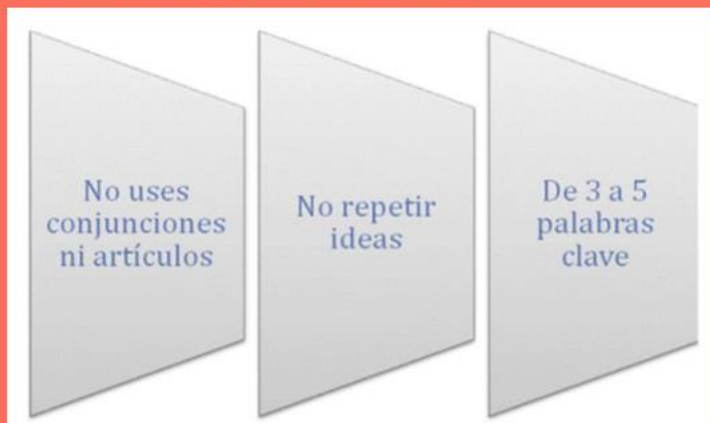 No uses
conjunciones
ni artículos
No repetir
ideas
De 3 a 5
palabras
clave